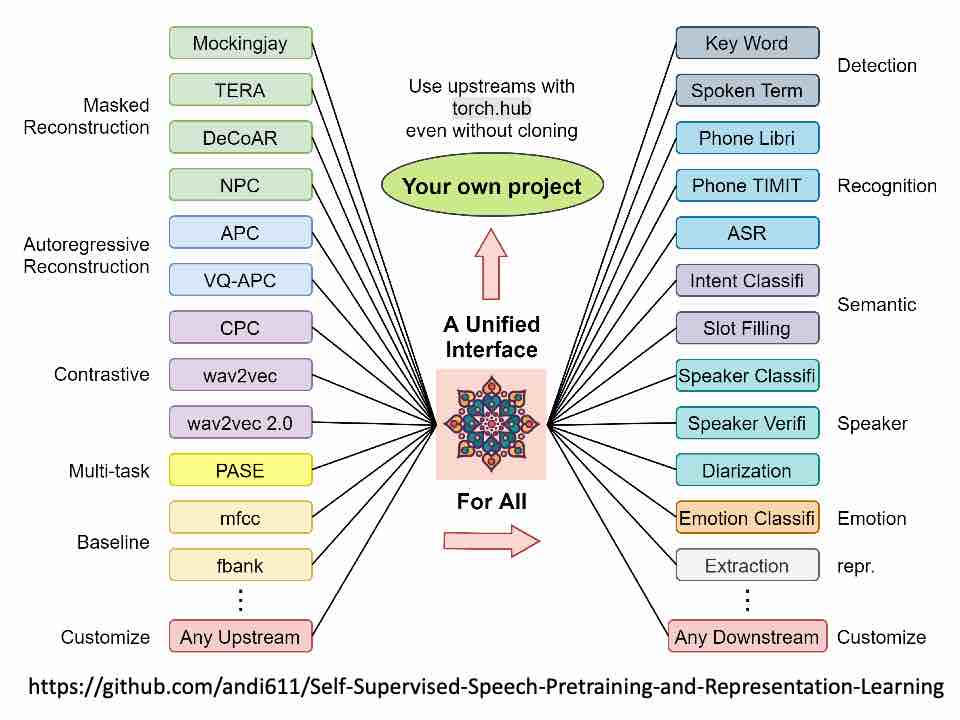 Mockingjay
TERA
Masked
Reconstruction
DeCoAR
NPC
APC
Autoregressive
Reconstruction
VQ-APC
CPC
Contrastive
wav2vec
wav2vec 2.0
Multi-task
PASE
mfcc
Baseline
fbank
⋮
Customize
Any Upstream
Use upstreams with
torch.hub
even without cloning
Your own project
A Unified
Interface
For All
Key Word
Detection
Spoken Term
Phone Libri
Phone TIMIT
Recognition
ASR
Intent Classifi
Semantic
Slot Filling
Speaker Classifi
Speaker Verifi
Speaker
Diarization
Emotion Classifi
Emotion
Extraction
repr.
⋮
Any Downstream
Customize
https://github.com/andi611/Self-Supervised-Speech-Pretraining-and-Representation-Learning